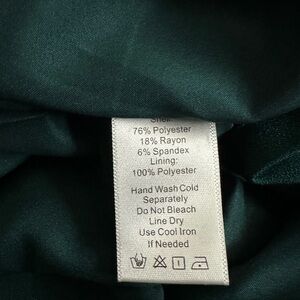 Shell:
76% Polyester
18% Rayon
6% Spandex
Lining:
100% Polyester
Hand Wash Cold
Separately
Do Not Bleach
Line Dry
Use Cool Iron
If Needed